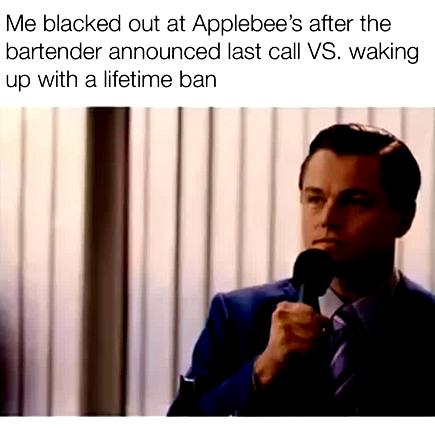 Me blacked out at Applebee’s after the
bartender announced last call VS. waking
up with a lifetime ban